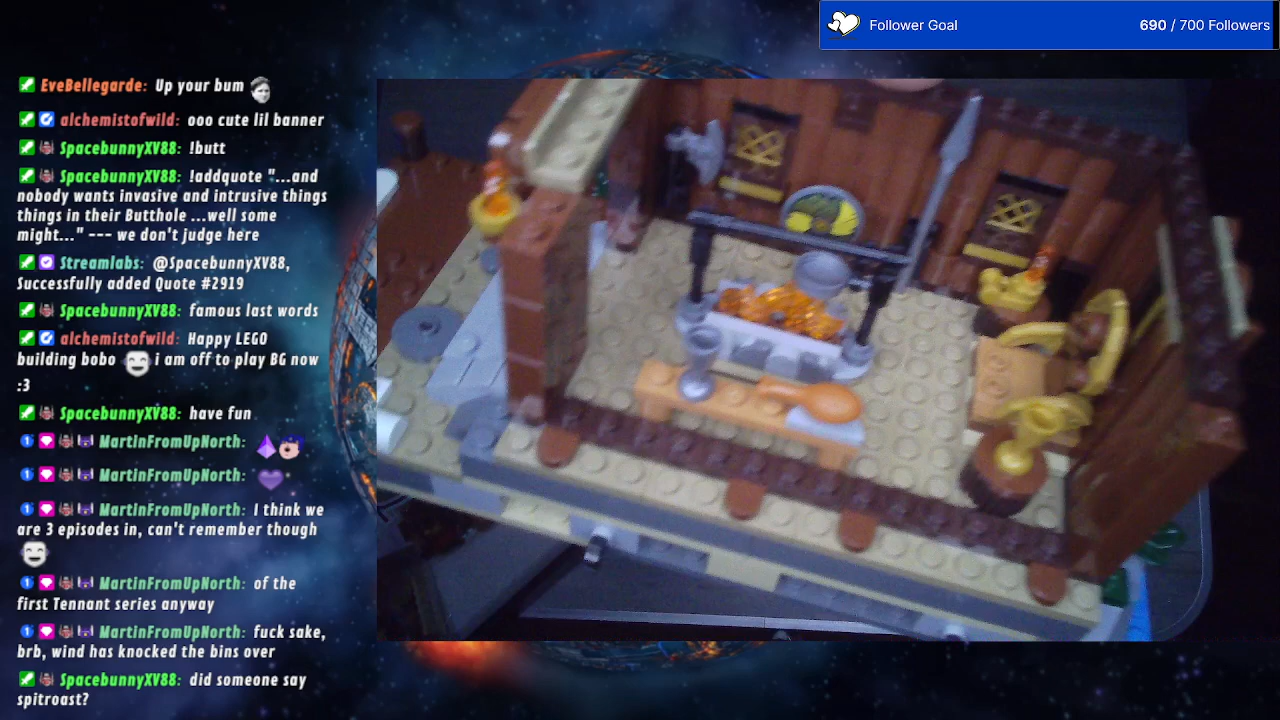 Follower Goal
690 / 700 Followers
EveBellegarde: Up your bum
alchemistofwild: ooo cute lil banner
SpacebunnyXV88: !butt
SpacebunnyXV88: !addquote "...and
nobody wants invasive and intrusive things
things in their Butthole ...well some
might..." --- we don't judge here
Streamlabs: @SpacebunnyXV88,
Successfully added Quote #2919
SpacebunnyXV88: famous last words
alchemistofwild: Happy LEGO
building bobo i am off to play BG now
:3
SpacebunnyXV88: have fun
MartinFromUpNorth:
MartinFromUpNorth:
MartinFromUpNorth: I think we
are 3 episodes in, can't remember though
MartinFromUpNorth: of the
first Tennant series anyway
MartinFromUpNorth: fuck sake,
brb, wind has knocked the bins over
SpacebunnyXV88: did someone say
spitroast?